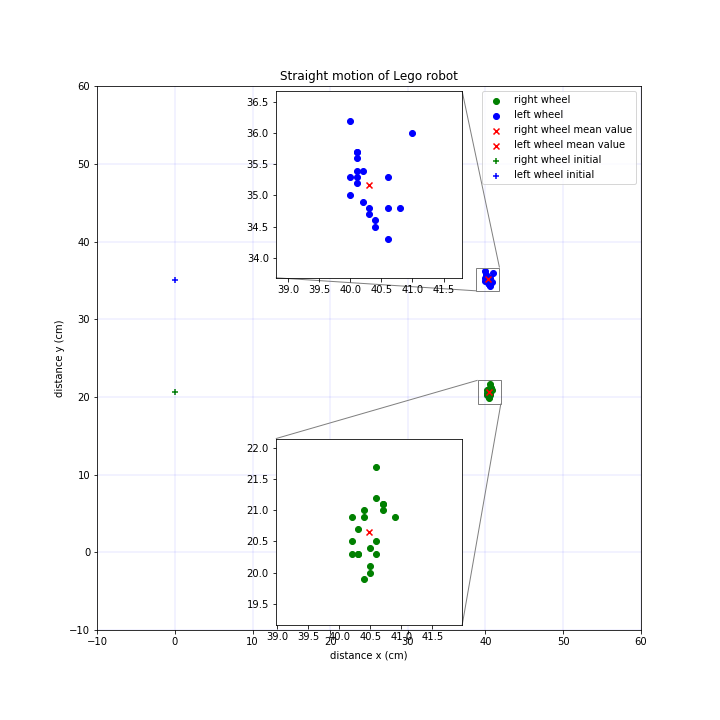 Straight motion of Lego robot
right wheel
left wheel
right wheel mean value
left wheel mean value
right wheel initial
left wheel initial
60
50
40
30
20
10
0
−10
distance y (cm)
36.5
36.0
35.5
35.0
34.5
34.0
39.0 39.5 40.0 40.5 41.0 41.5
22.0
21.5
21.0
20.5
20.0
19.5
39.0 39.5 40.0 40.5 41.0 41.5
−10 0 10 20 30 40 50 60
distance x (cm)